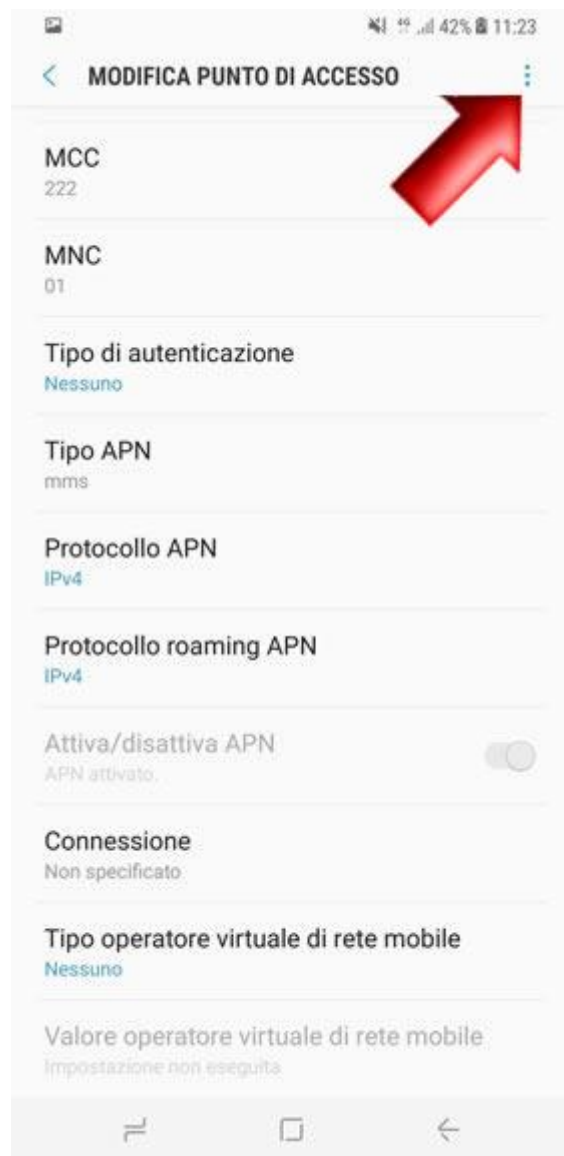 42% 11:23
MODIFICA PUNTO DI ACCESSO
MCC
222
MNC
01
Tipo di autenticazione
Nessuno
Tipo APN
mms
Protocollo APN
IPv4
Protocollo roaming APN
IPv4
Attiva/disattiva APN
APN attivato.
Connessione
Non specificato
Tipo operatore virtuale di rete mobile
Nessuno
Valore operatore virtuale di rete mobile
Impostazione non eseguita